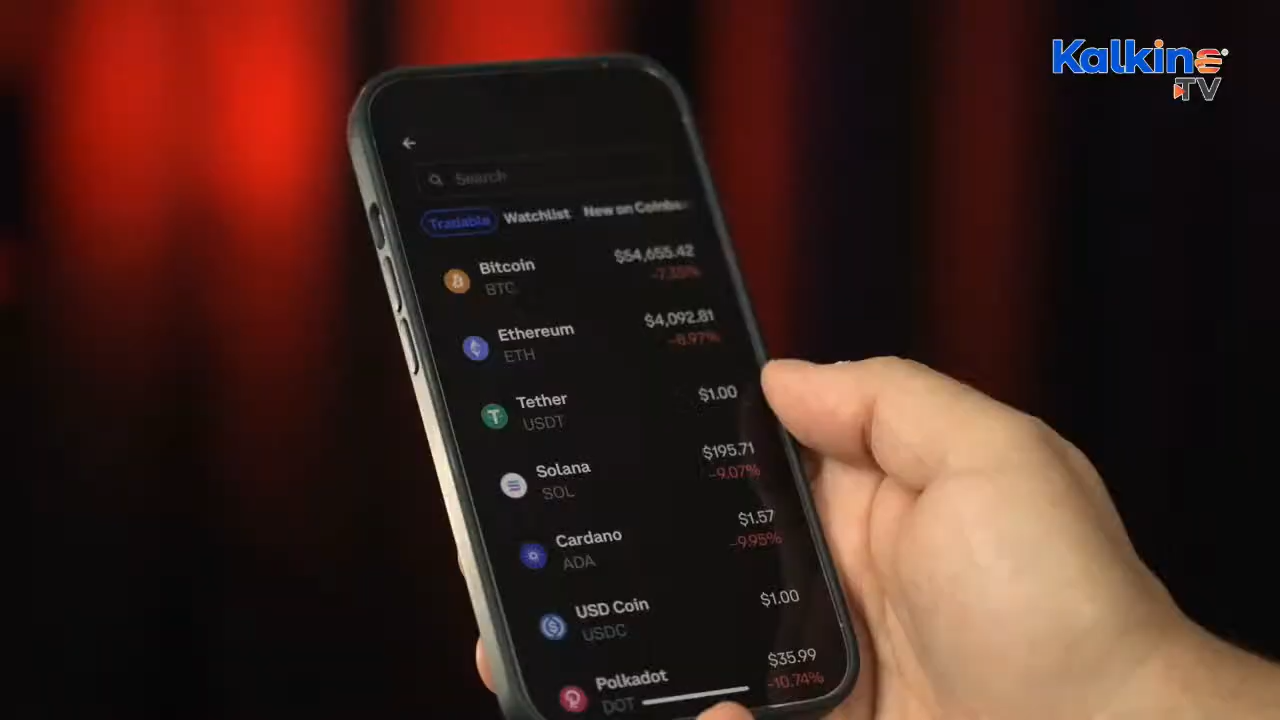 Kalkine
TV
Search
Tradable Watchlist New on Coinba
Bitcoin $54,655.42
BTC -7.35%
Ethereum $4,092.81
ETH -8.97%
Tether $1.00
USDT
Solana $195.71
SOL -9.07%
Cardano $1.57
ADA -9.95%
USD Coin $1.00
USDC
Polkadot $35.99
DOT -10.74%